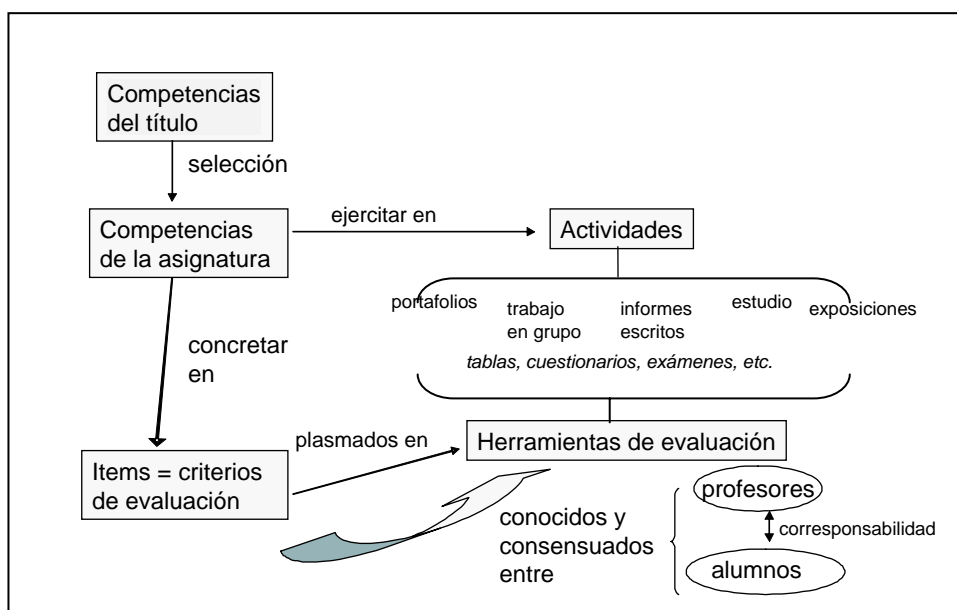 Competencias
del título
selección
Competencias
de la asignatura
ejercitar en
Actividades
portafolios
trabajo
en grupo
informes
escritos
estudio
exposiciones
tablas, cuestionarios, exámenes, etc.
concretar
en
plasmados en
Herramientas de evaluación
Items = criterios
de evaluación
conocidos y
consensuados
entre
profesores
corresponsabilidad
alumnos